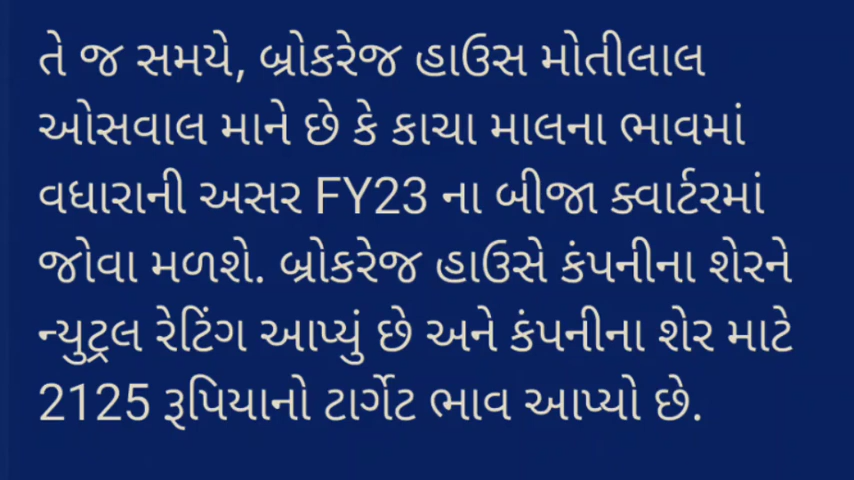 તે જ સમયે, બ્રોકરેજ હાઉસ મોતીલાલ
ઓસવાલ માને છે કે કાચા માલના ભાવમાં
વધારાની અસર FY23 ના બીજા ક્વાર્ટરમાં
જોવા મળશે. બ્રોકરેજ હાઉસે કંપનીના શેરને
ન્યુટ્રલ રેટિંગ આપ્યું છે અને કંપનીના શેર માટે
2125 રૂપિયાનો ટાર્ગેટ ભાવ આપ્યો છે.